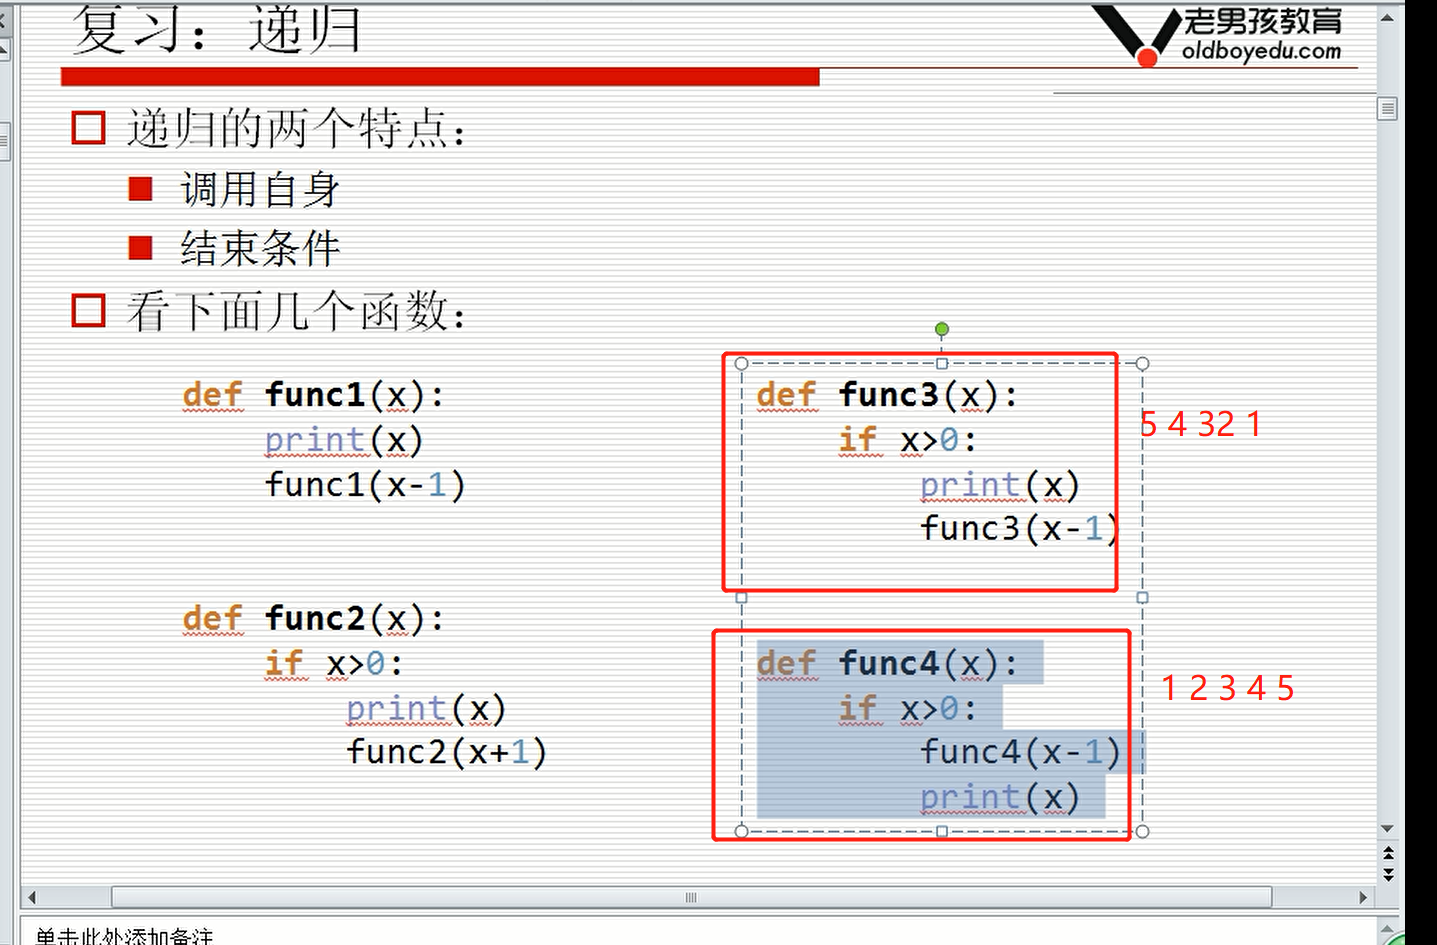 复习：递归
老男孩教育
oldboyedu.com
递归的两个特点：
调用自身
结束条件
看下面几个函数：
def func1(x):
print(x)
func1(x-1)
def func2(x):
if x>0:
print(x)
func2(x+1)
def func3(x):
if x>0:
print(x)
func3(x-1)
5 4 32 1
def func4(x):
if x>0:
func4(x-1)
print(x)
1 2 3 4 5
单击此处添加备注